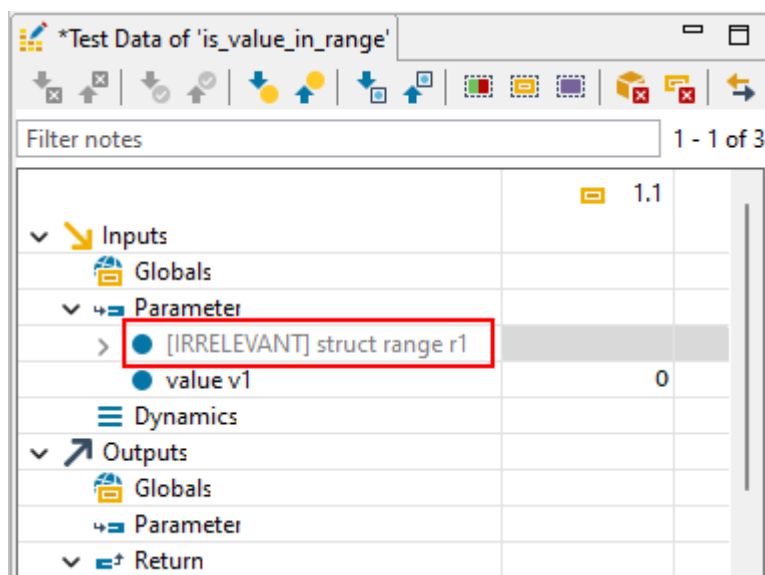 *Test Data of 'is_value_in_range'
Filter notes
1 - 1 of 3
1.1
Inputs
Globals
Parameter
[IRRELEVANT] struct range r1
value v1 0
Dynamics
Outputs
Globals
Parameter
Return